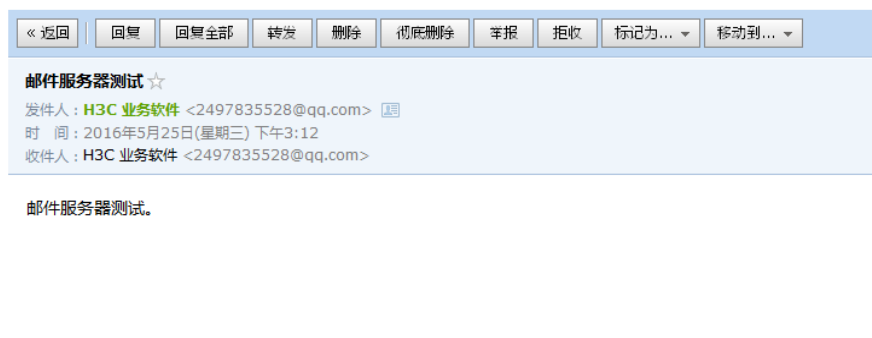 « 返回 回复 回复全部 转发 删除 彻底删除 举报 拒收 标记为... 移动到...
邮件服务器测试
发件人：H3C 业务软件 <2497835528@qq.com>
时 间：2016年5月25日(星期三) 下午3:12
收件人：H3C 业务软件 <2497835528@qq.com>
邮件服务器测试。